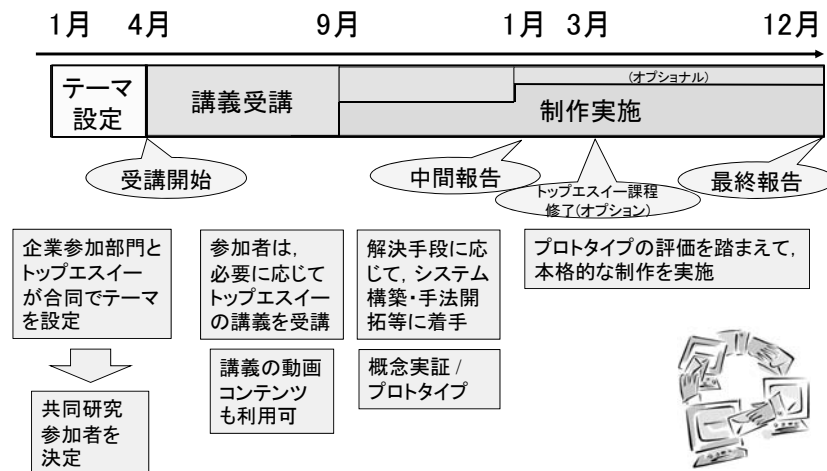 1月 4月 9月 1月 3月 12月
テーマ
設定
講義受講
(オプショナル)
制作実施
受講開始
中間報告
トップエスイー課程
修了(オプション)
最終報告
企業参加部門と
トップエスイー
が合同でテーマ
を設定
共同研究
参加者を
決定
参加者は,
必要に応じて
トップエスイー
の講義を受講
講義の動画
コンテンツ
も利用可
解決手段に応
じて, システム
構築・手法開
拓等に着手
概念実証 /
プロトタイプ
プロトタイプの評価を踏まえて,
本格的な制作を実施